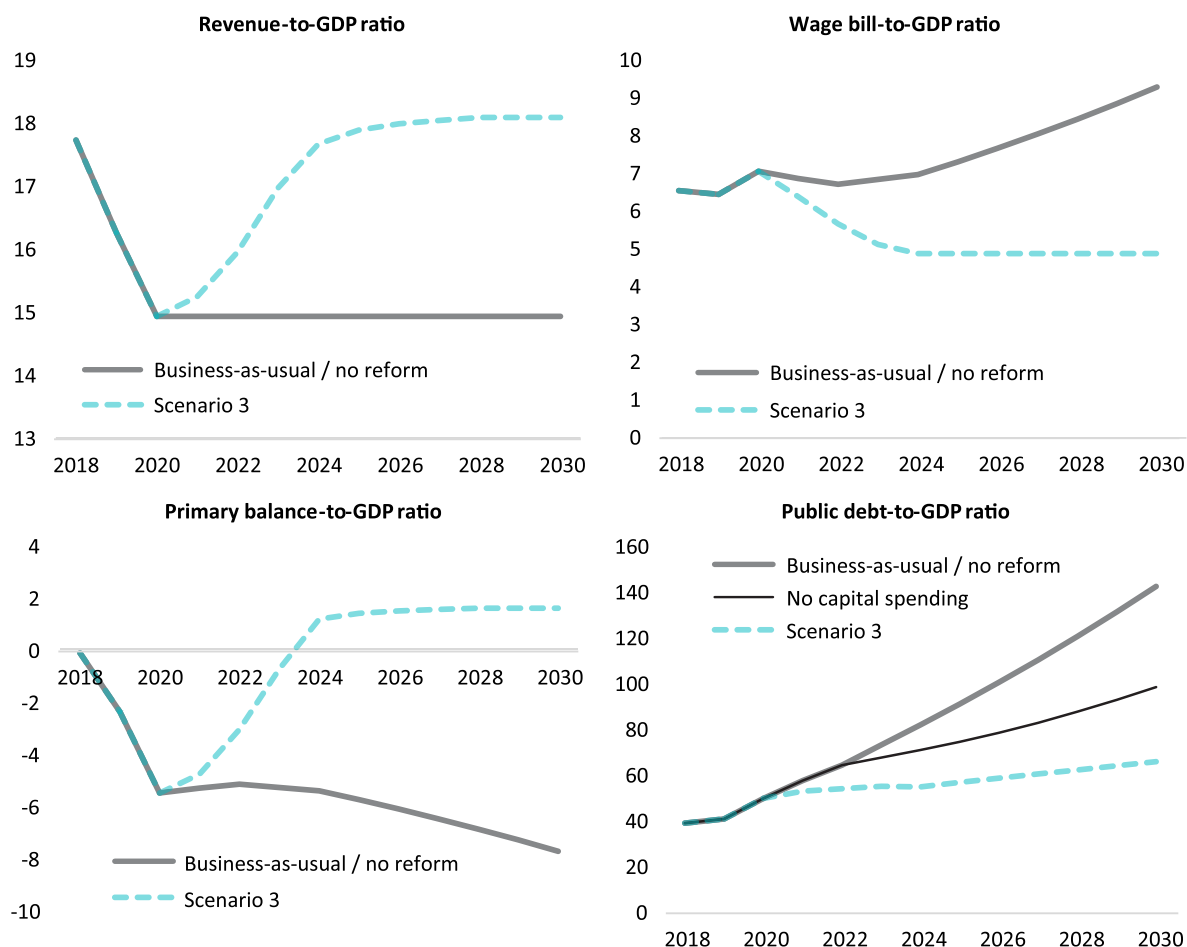 Revenue-to-GDP ratio
19
18
17
16
15
14
13
Business-as-usual / no reform
Scenario 3
2018 2020 2022 2024 2026 2028 2030
Wage bill-to-GDP ratio
10
9
8
7
6
5
4
3
2
1
0
Business-as-usual / no reform
Scenario 3
2018 2020 2022 2024 2026 2028 2030
Primary balance-to-GDP ratio
4
2
0
2018 2020 2022 2024 2026 2028 2030
-2
-4
-6
-8
-10
Business-as-usual / no reform
Scenario 3
Public debt-to-GDP ratio
160
140
120
100
80
60
40
20
0
Business-as-usual / no reform
No capital spending
Scenario 3
2018 2020 2022 2024 2026 2028 2030